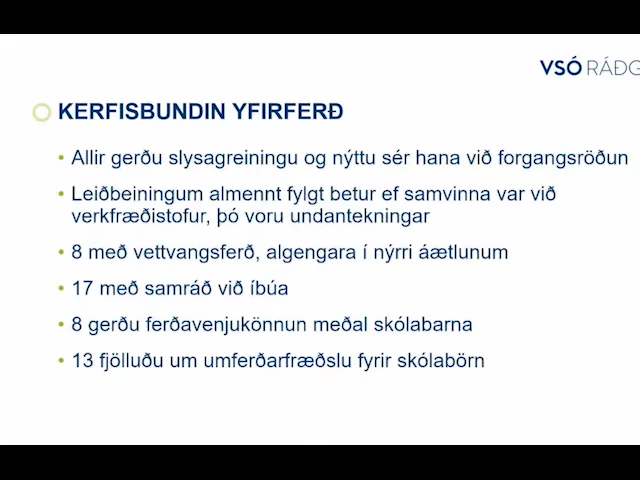 VSÓ RÁÐG
KERFISBUNDIN YFIRFERÐ
• Allir gerðu slysagreiningu og nýttu sér hana við forgangsröðun
• Leiðbeiningum almennt fylgt betur ef samvinna var við
verkfræðistofur, þó voru undantekningar
• 8 með vettvangsferð, algengara í nýrri áætlunum
• 17 með samráð við íbúa
• 8 gerðu ferðavenjukönnun meðal skólabarna
• 13 fjölluðu um umferðarfræðslu fyrir skólabörn